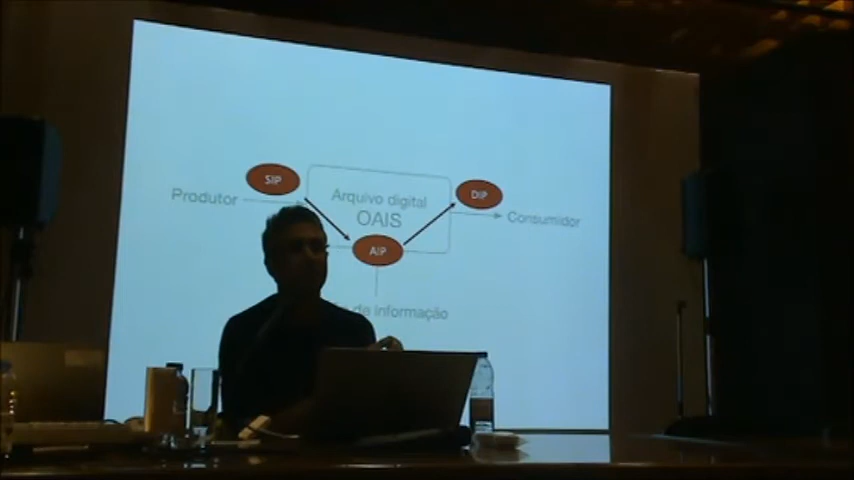 SIP
Produtor
Arquivo digital
OAIS
DIP
Consumidor
AIP
de informação